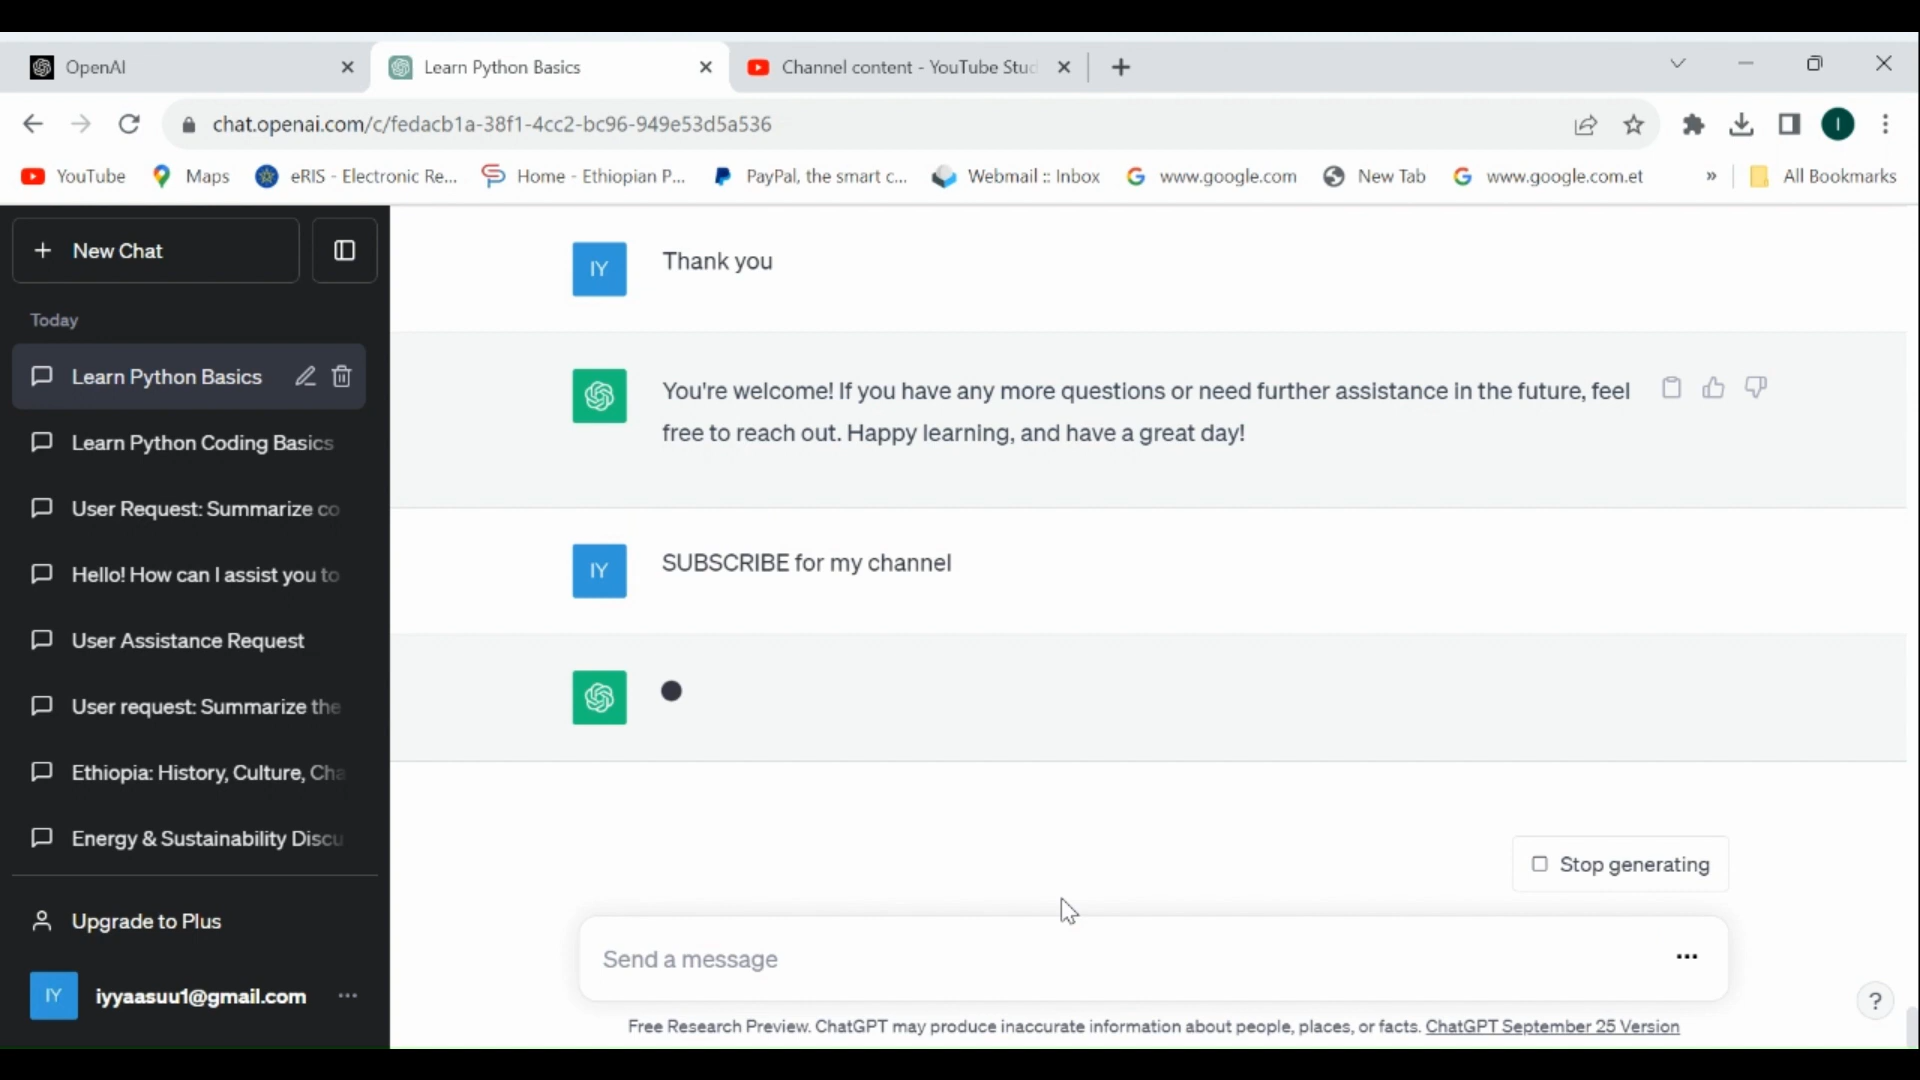 OpenAI
Learn Python Basics
Channel content - YouTube Stud
chat.openai.com/c/fedacb1a-38f1-4cc2-bc96-949e53d5a536
I
YouTube
Maps
eRIS - Electronic Re...
Home - Ethiopian P...
PayPal, the smart c...
Webmail :: Inbox
www.google.com
New Tab
www.google.com.et
»
All Bookmarks
New Chat
Today
Learn Python Basics
Learn Python Coding Basics
User Request: Summarize co
Hello! How can I assist you to
User Assistance Request
User request: Summarize the
Ethiopia: History, Culture, Cha
Energy & Sustainability Discu
Upgrade to Plus
IY
iyyaasuu1@gmail.com
IY
Thank you
You're welcome! If you have any more questions or need further assistance in the future, feel
free to reach out. Happy learning, and have a great day!
IY
SUBSCRIBE for my channel
Stop generating
Send a message
?
Free Research Preview. ChatGPT may produce inaccurate information about people, places, or facts. ChatGPT September 25 Version